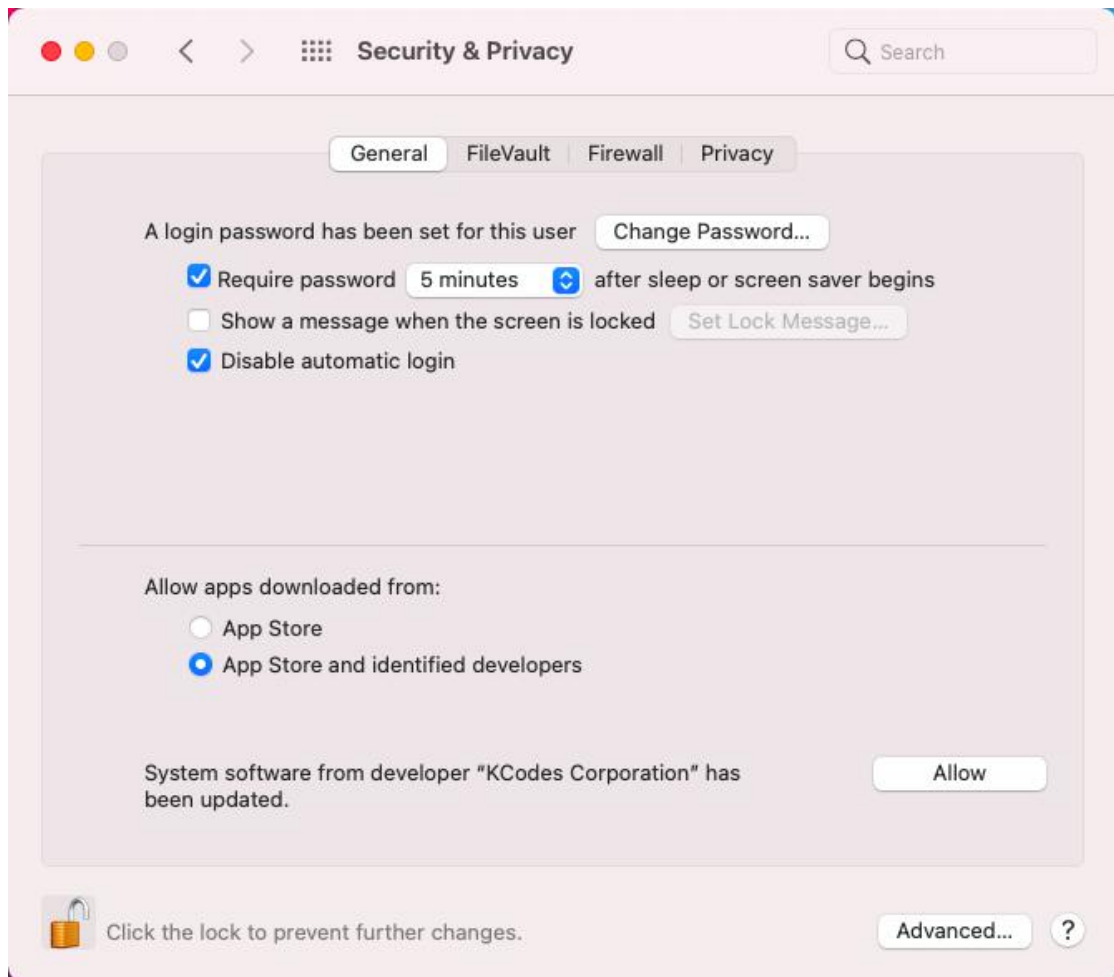 Security & Privacy
Search
General FileVault Firewall Privacy
A login password has been set for this user Change Password...
Require password 5 minutes after sleep or screen saver begins
Show a message when the screen is locked Set Lock Message...
Disable automatic login
Allow apps downloaded from:
App Store
App Store and identified developers
System software from developer “KCodes Corporation” has
been updated.
Allow
Click the lock to prevent further changes.
Advanced... ?